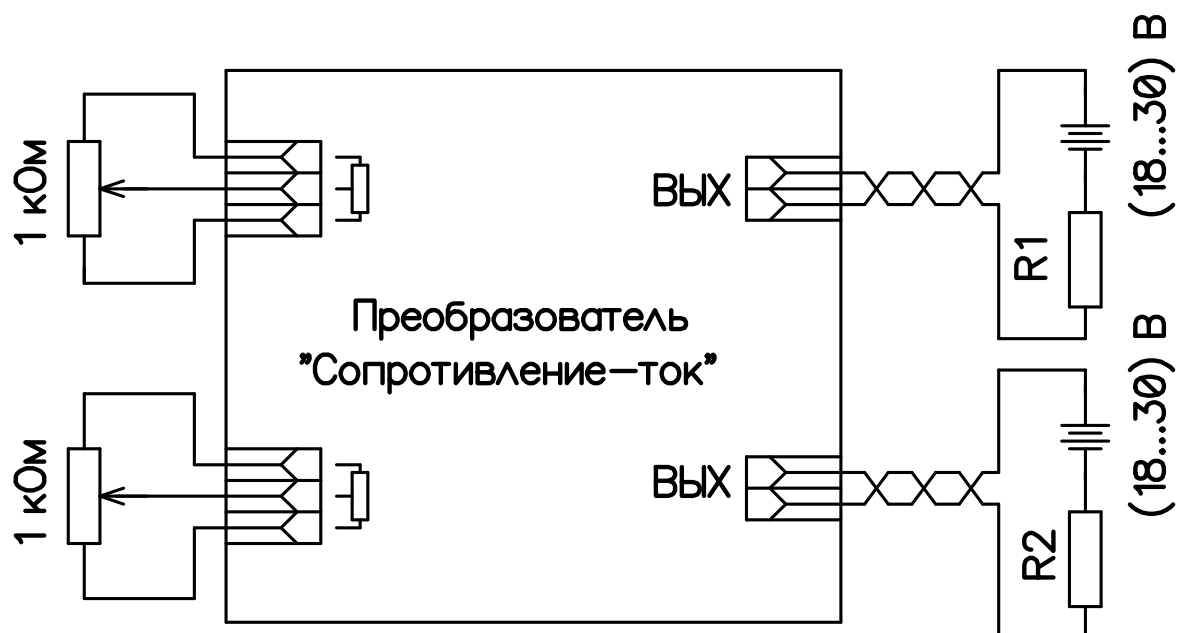 1 кОм
ВЫХ
R1
(18...30) В
Преобразователь
"Сопротивление-ток"
1 кОм
ВЫХ
R2
(18...30) В